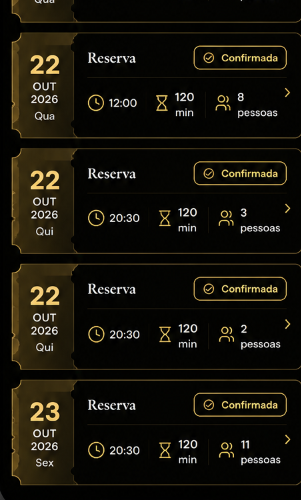 Qua
22
OUT
2026
Qua
Reserva
Confirmada
12:00
120
min
8
pessoas
22
OUT
2026
Qui
Reserva
Confirmada
20:30
120
min
3
pessoas
22
OUT
2026
Qui
Reserva
Confirmada
20:30
120
min
2
pessoas
23
OUT
2026
Sex
Reserva
Confirmada
20:30
120
min
11
pessoas